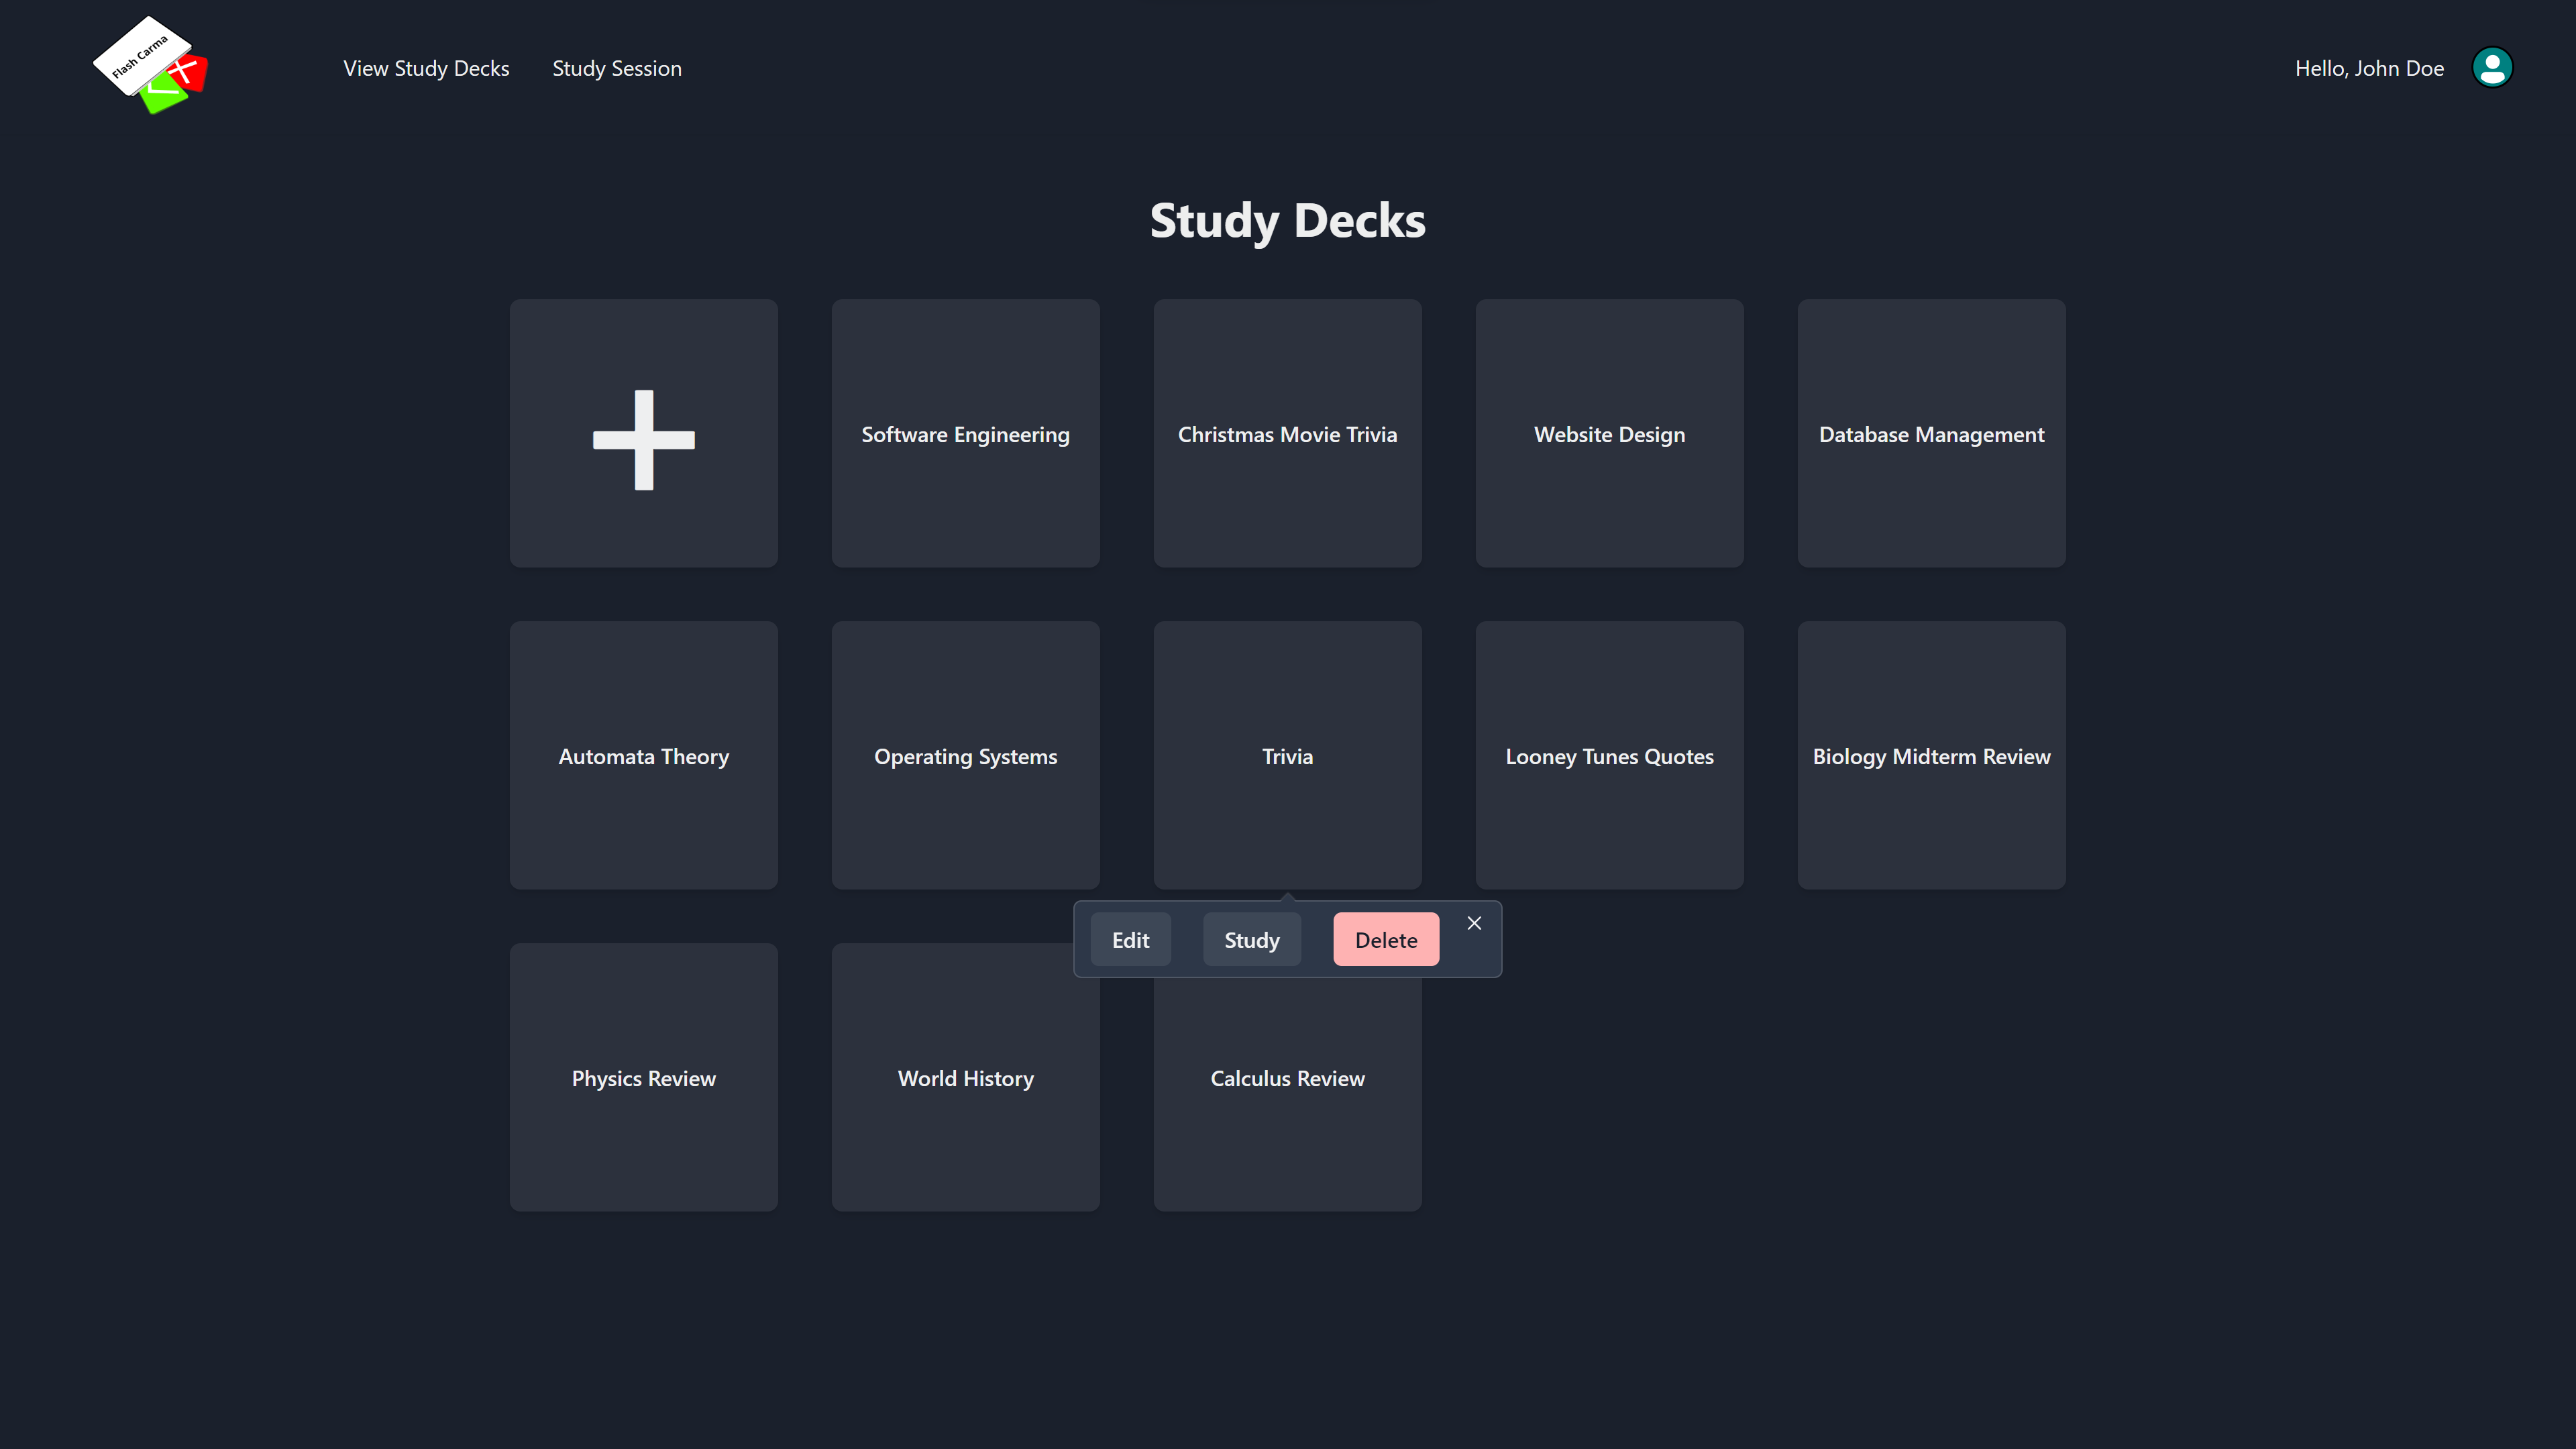 Flash Carma
View Study Decks
Study Session
Hello, John Doe
Study Decks
Software Engineering
Christmas Movie Trivia
Website Design
Database Management
Automata Theory
Operating Systems
Trivia
Looney Tunes Quotes
Biology Midterm Review
Edit
Study
Delete
Physics Review
World History
Calculus Review